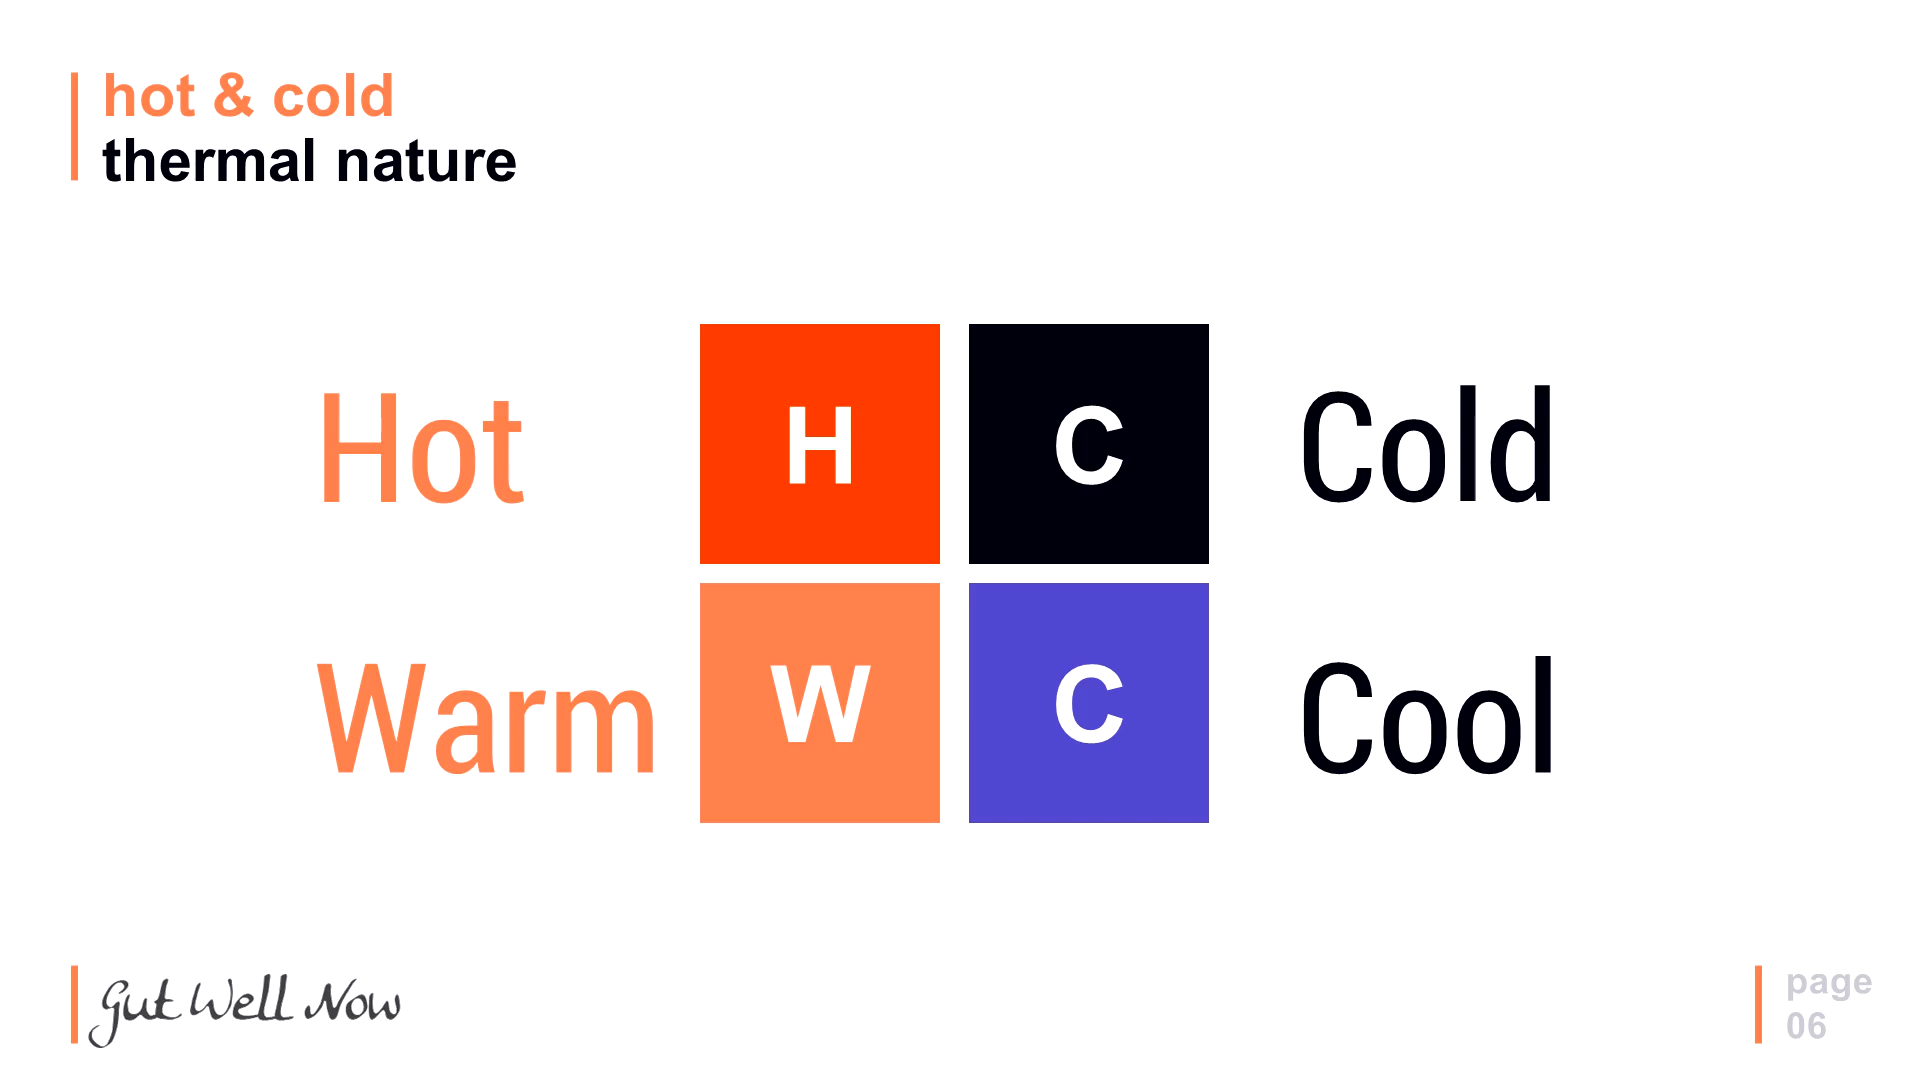 hot & cold
thermal nature
Hot H C Cold
Warm W C Cool
Gut Well Now
page
06